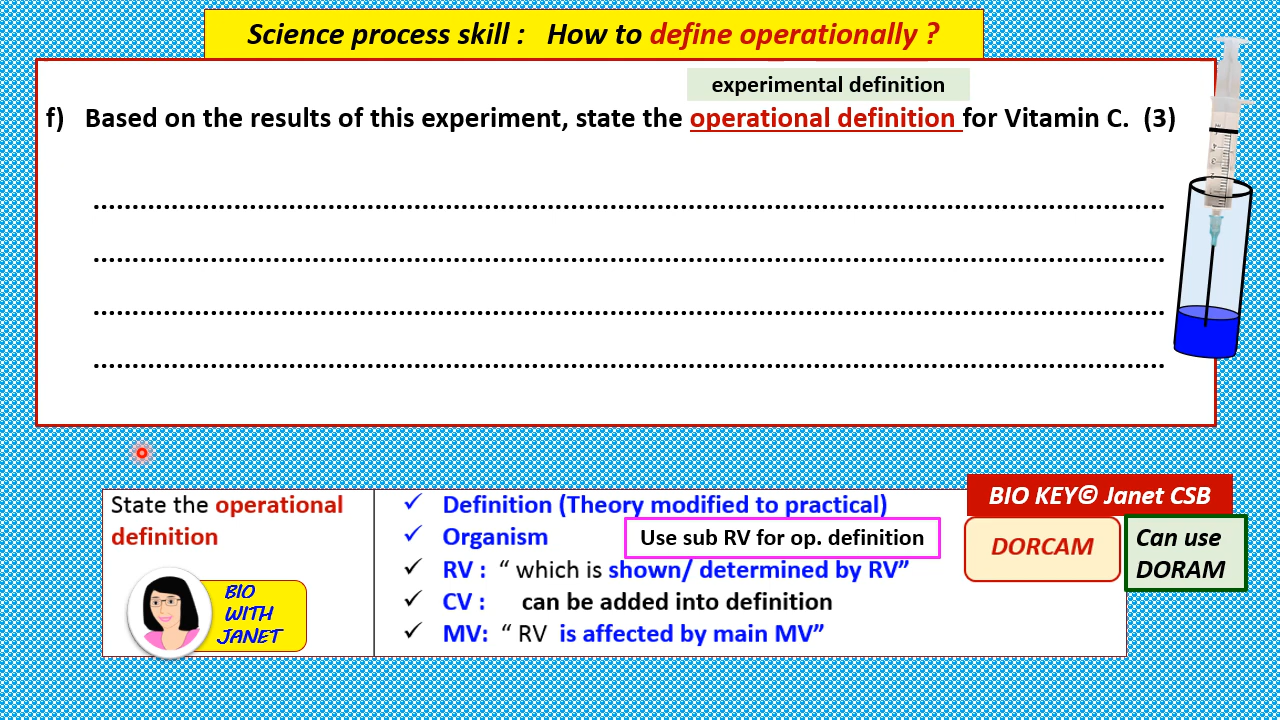 Science process skill : How to define operationally ?
experimental definition
f) Based on the results of this experiment, state the operational definition for Vitamin C. (3)
................................................................
................................................................
................................................................
................................................................
State the operational
definition
BIO
WITH
JANET
✓ Definition (Theory modified to practical)
✓ Organism
Use sub RV for op. definition
✓ RV : “ which is shown/ determined by RV”
✓ CV : can be added into definition
✓ MV: “ RV is affected by main MV”
BIO KEY© Janet CSB
DORCAM
Can use
DORAM